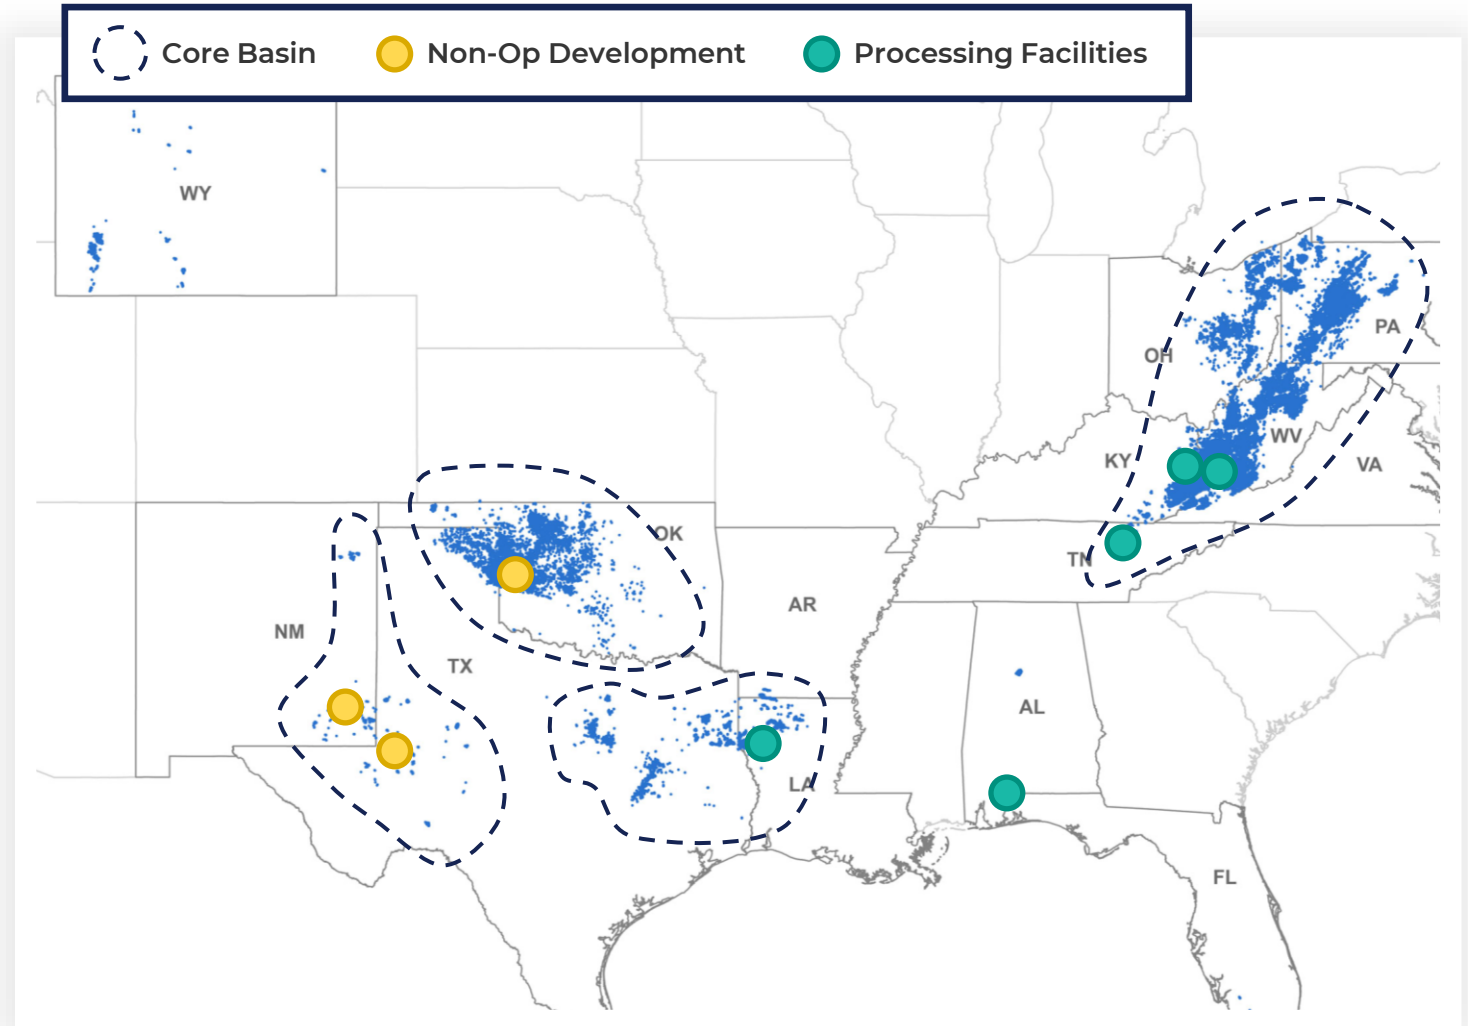 Core Basin Non-Op Development Processing Facilities
WY
PA
OH
WV
KY
VA
OK
TN
AR
NM
TX
AL
LA
FL